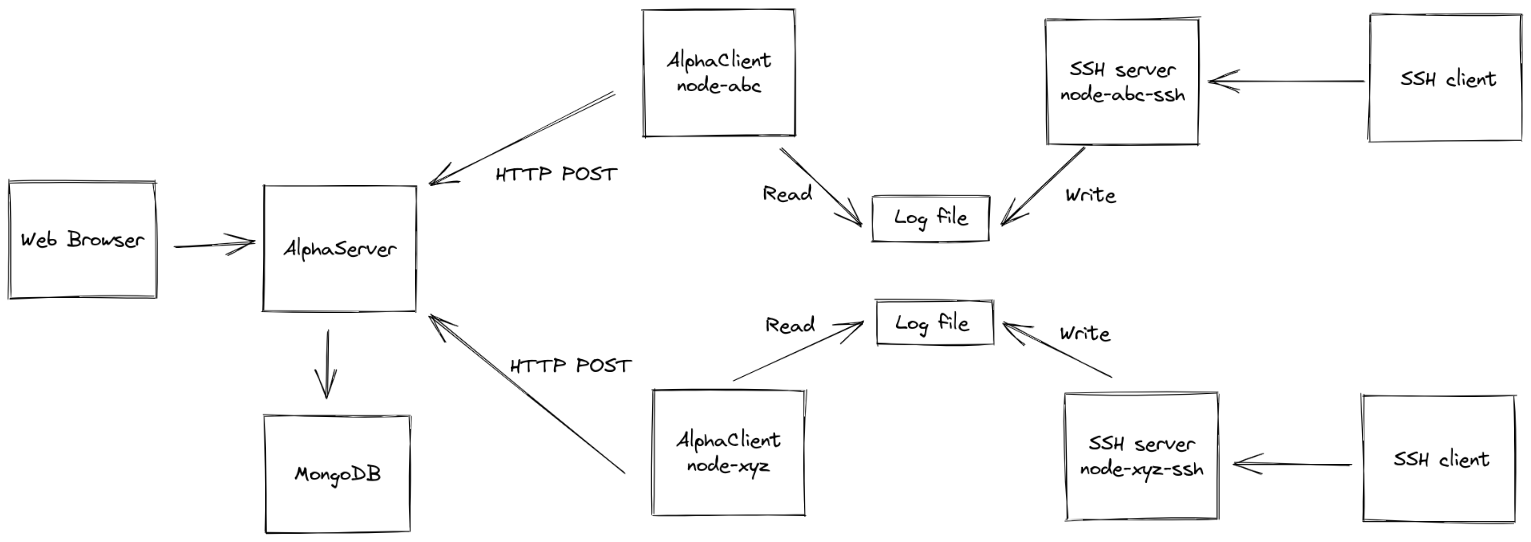 AlphaClient
node-abc
SSH server
node-abc-ssh
SSH client
HTTP POST
Read
Write
Log file
Web Browser
AlphaServer
Log file
Read
Write
HTTP POST
AlphaClient
node-xyz
SSH server
node-xyz-ssh
SSH client
MongoDB